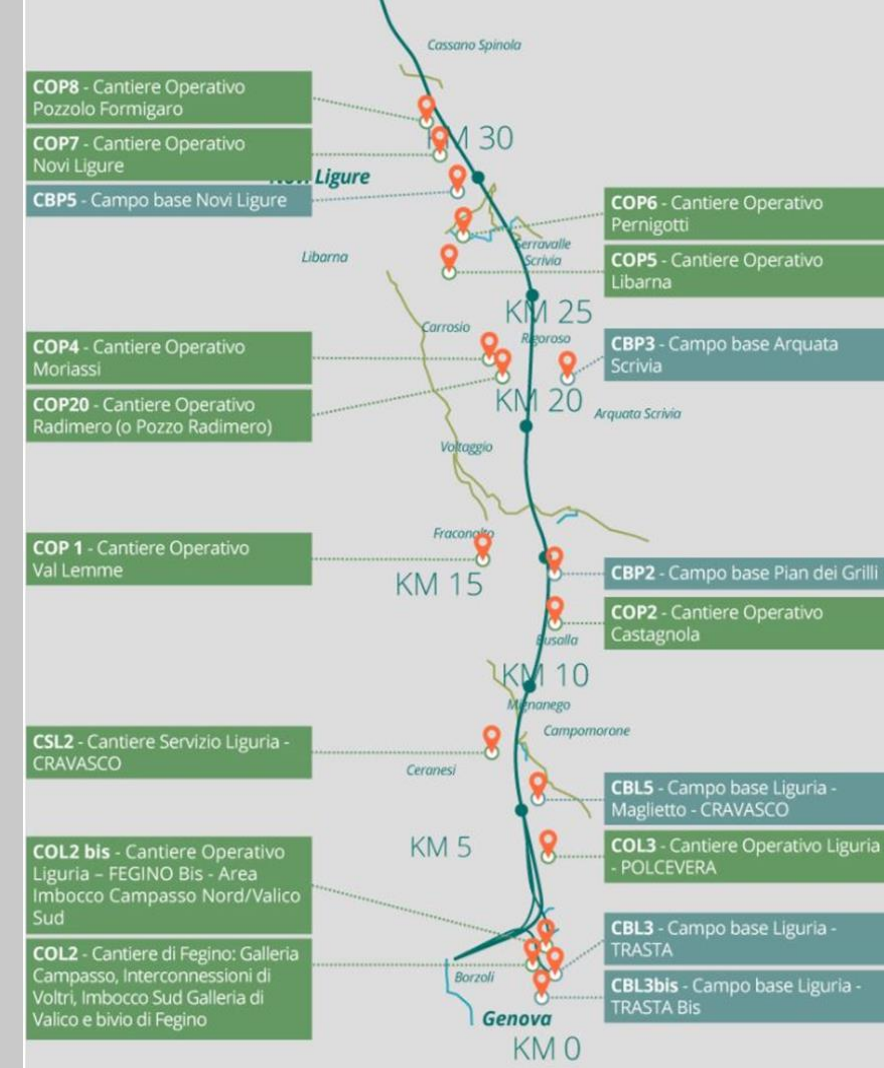 Cassano Spinola
COP8 - Cantiere Operativo
Pozzolo Formigaro
KM 30
COP7 - Cantiere Operativo
Novi Ligure
Novi Ligure
CBP5 - Campo base Novi Ligure
COP6 - Cantiere Operativo
Pernigotti
Serravalle
Scrivia
Libarna
COP5 - Cantiere Operativo
Libarna
KM 25
Carrosio
Rigoroso
COP4 - Cantiere Operativo
Moriassi
CBP3 - Campo base Arquata
Scrivia
COP20 - Cantiere Operativo
Radimero (o Pozzo Radimero)
KM 20
Arquata Scrivia
Voltaggio
Fraconalto
COP 1 - Cantiere Operativo
Val Lemme
KM 15
CBP2 - Campo base Pian dei Grilli
COP2 - Cantiere Operativo
Castagnola
Busalla
KM 10
Mignanego
Campomorone
CSL2 - Cantiere Servizio Liguria -
CRAVASCO
Ceranesi
CBL5 - Campo base Liguria -
Maglietto - CRAVASCO
KM 5
COL3 - Cantiere Operativo Liguria
- POLCEVERA
COL2 bis - Cantiere Operativo
Liguria – FEGINO Bis - Area
Imbocco Campasso Nord/Valico
Sud
CBL3 - Campo base Liguria -
TRASTA
COL2 - Cantiere di Fegino: Galleria
Campasso, Interconnessioni di
Voltri, Imbocco Sud Galleria di
Valico e bivio di Fegino
Borzoli
CBL3bis - Campo base Liguria -
TRASTA Bis
Genova
KM 0